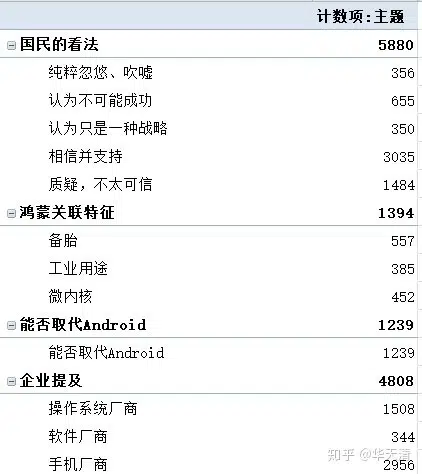 计数项:主题
国民的看法 5880
纯粹忽悠、吹嘘 356
认为不可能成功 655
认为只是一种战略 350
相信并支持 3035
质疑，不太可信 1484
鸿蒙关联特征 1394
备胎 557
工业用途 385
微内核 452
能否取代Android 1239
能否取代Android 1239
企业提及 4808
操作系统厂商 1508
软件厂商 344
手机厂商 2956